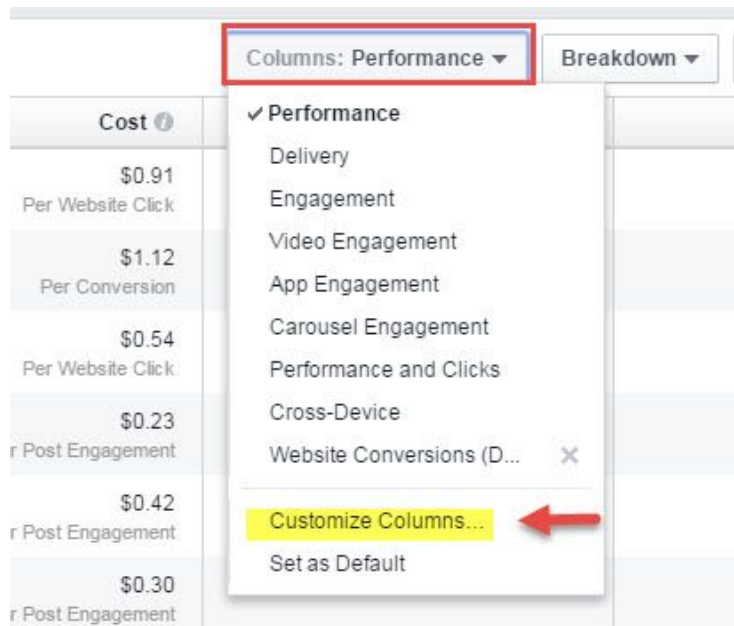 Columns: Performance
Breakdown
Cost
Performance
Delivery
Engagement
Video Engagement
App Engagement
Carousel Engagement
Performance and Clicks
Cross-Device
Website Conversions (D...
Customize Columns...
Set as Default
$0.91
Per Website Click
$1.12
Per Conversion
$0.54
Per Website Click
$0.23
r Post Engagement
$0.42
r Post Engagement
$0.30
r Post Engagement